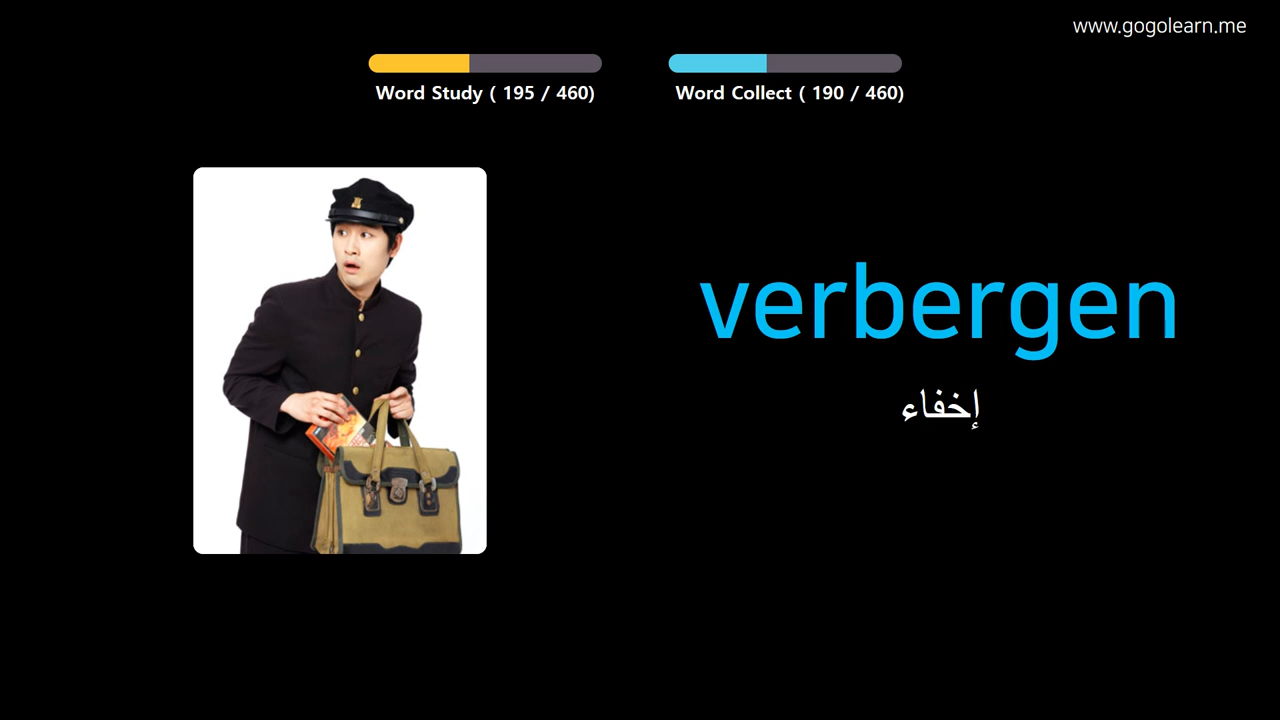 www.gogolearn.me
Word Study ( 195 / 460)
Word Collect ( 190 / 460)
verbergen
إخفاء